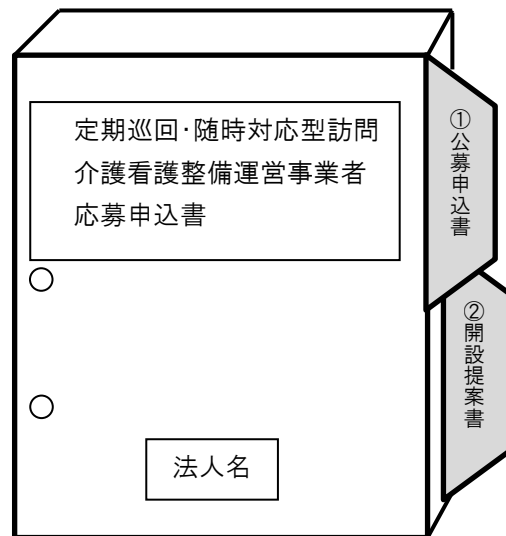 定期巡回･随時対応型訪問
介護看護整備運営事業者
応募申込書
①公募申込書
②開設提案書
法人名